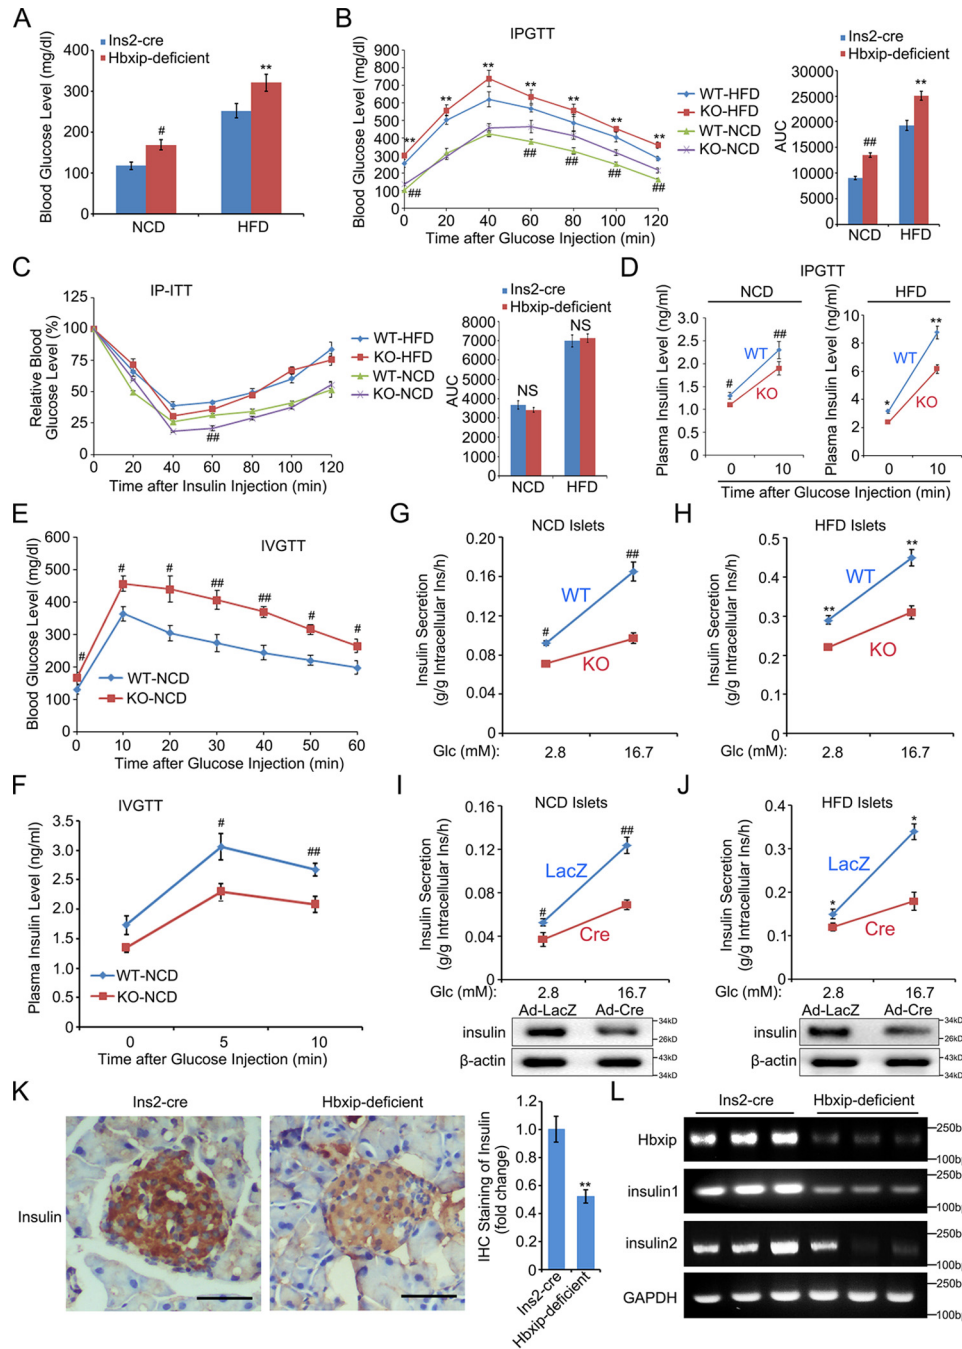 A
Ins2-cre
Hbxip-deficient
Blood Glucose Level (mg/dl)
400
300
200
100
0
#
**
NCD
HFD
B
IPGTT
Blood Glucose Level (mg/dl)
900
800
700
600
500
400
300
200
100
0
** ** ** ** ** ** **
## ## ## ## ##
0 20 40 60 80 100 120
Time after Glucose Injection (min)
WT-HFD
KO-HFD
WT-NCD
KO-NCD
Ins2-cre
Hbxip-deficient
AUC
30000
25000
20000
15000
10000
5000
0
##
**
NCD HFD
C
IP-ITT
Relative Blood
Glucose Level (%)
125
100
75
50
25
0
##
0 20 40 60 80 100 120
Time after Insulin Injection (min)
WT-HFD
KO-HFD
WT-NCD
KO-NCD
Ins2-cre
Hbxip-deficient
AUC
8000
7000
6000
5000
4000
3000
2000
1000
0
NS
NS
NCD HFD
D
IPGTT
NCD
HFD
Plasma Insulin Level (ng/ml)
3.0
2.5
2.0
1.5
1.0
0.5
0
#
##
WT
KO
0 10
Plasma Insulin Level (ng/ml)
10
8
6
4
2
0
*
**
WT
KO
0 10
Time after Glucose Injection (min)
E
IVGTT
Blood Glucose Level (mg/dl)
600
500
400
300
200
100
0
# # # ## ## # #
WT-NCD
KO-NCD
0 10 20 30 40 50 60
Time after Glucose Injection (min)
F
IVGTT
Plasma Insulin Level (ng/ml)
3.5
3.0
2.5
2.0
1.5
1.0
0.5
0
#
##
WT-NCD
KO-NCD
0 5 10
Time after Glucose Injection (min)
G
NCD Islets
Insulin Secretion
(g/g Intracellular Ins/h)
0.20
0.16
0.12
0.08
0.04
0
#
##
WT
KO
Glc (mM): 2.8 16.7
H
HFD Islets
Insulin Secretion
(g/g Intracellular Ins/h)
0.5
0.4
0.3
0.2
0.1
0
**
**
WT
KO
Glc (mM): 2.8 16.7
I
NCD Islets
Insulin Secretion
(g/g Intracellular Ins/h)
0.16
0.12
0.08
0.04
0
#
##
LacZ
Cre
Glc (mM): 2.8 16.7
Ad-LacZ Ad-Cre
insulin
34kD
26kD
β-actin
43kD
34kD
J
HFD Islets
Insulin Secretion
(g/g Intracellular Ins/h)
0.4
0.3
0.2
0.1
0
*
*
LacZ
Cre
Glc (mM): 2.8 16.7
Ad-LacZ Ad-Cre
insulin
34kD
26kD
β-actin
43kD
34kD
K
Ins2-cre
Hbxip-deficient
Insulin
IHC Staining of Insulin
(fold change)
1.2
1.0
0.8
0.6
0.4
0.2
0
**
Ins2-cre
Hbxip-deficient
L
Ins2-cre Hbxip-deficient
Hbxip
250b
100bp
insulin1
250b
100bp
insulin2
250b
100bp
GAPDH
250b
100bp